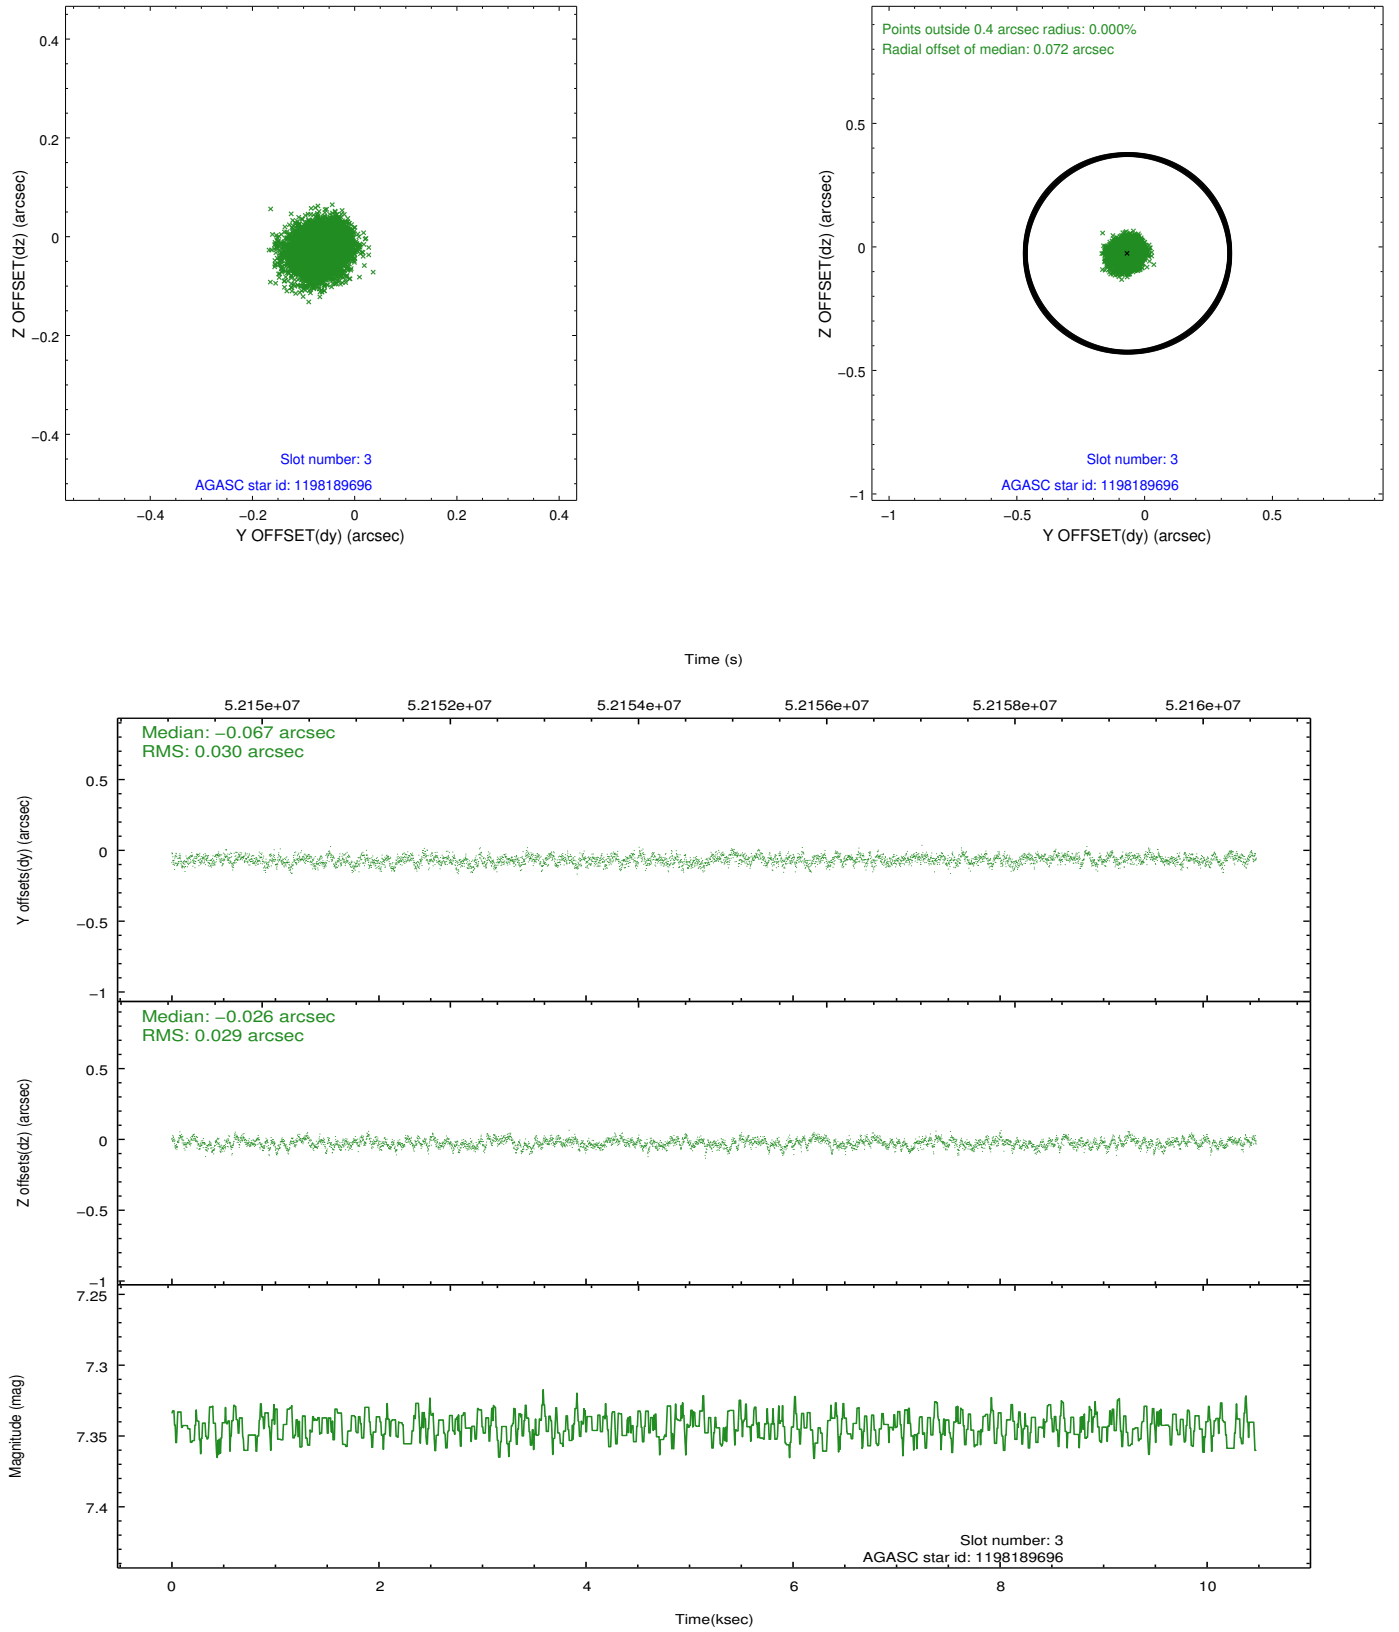 0.4
0.2
0
−0.2
−0.4
Z OFFSET(dz) (arcsec)
Slot number: 3
AGASC star id: 1198189696
−0.4 −0.2 0 0.2 0.4
Y OFFSET(dy) (arcsec)
Points outside 0.4 arcsec radius: 0.000%
Radial offset of median: 0.072 arcsec
0.5
0
−0.5
−1
Z OFFSET(dz) (arcsec)
Slot number: 3
AGASC star id: 1198189696
−1 −0.5 0 0.5
Y OFFSET(dy) (arcsec)
Time (s)
5.215e+07 5.2152e+07 5.2154e+07 5.2156e+07 5.2158e+07 5.216e+07
Median: −0.067 arcsec
RMS: 0.030 arcsec
0.5
0
−0.5
−1
Y offsets(dy) (arcsec)
Median: −0.026 arcsec
RMS: 0.029 arcsec
0.5
0
−0.5
−1
Z offsets(dz) (arcsec)
7.25
7.3
7.35
7.4
Magnitude (mag)
Slot number: 3
AGASC star id: 1198189696
0 2 4 6 8 10
Time(ksec)